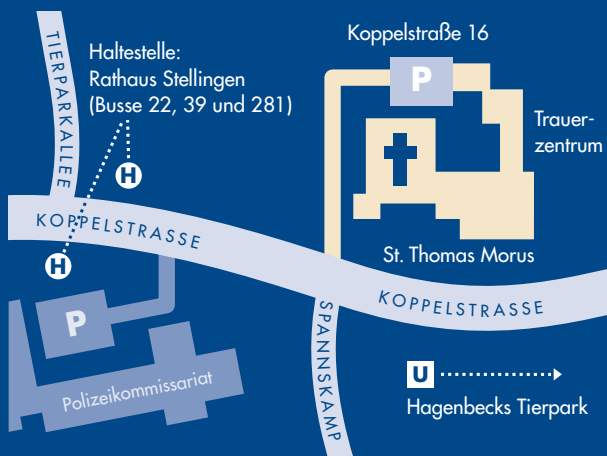 Koppelstraße 16
TIERPARKALLEE
Haltestelle:
Rathaus Stellingen
(Busse 22, 39 und 281)
P
Trauer-
zentrum
H
KOPPELSTRASSE
St. Thomas Morus
H
KOPPELSTRASSE
P
SPANNSKAMP
Polizeikommissariat
U
Hagenbecks Tierpark